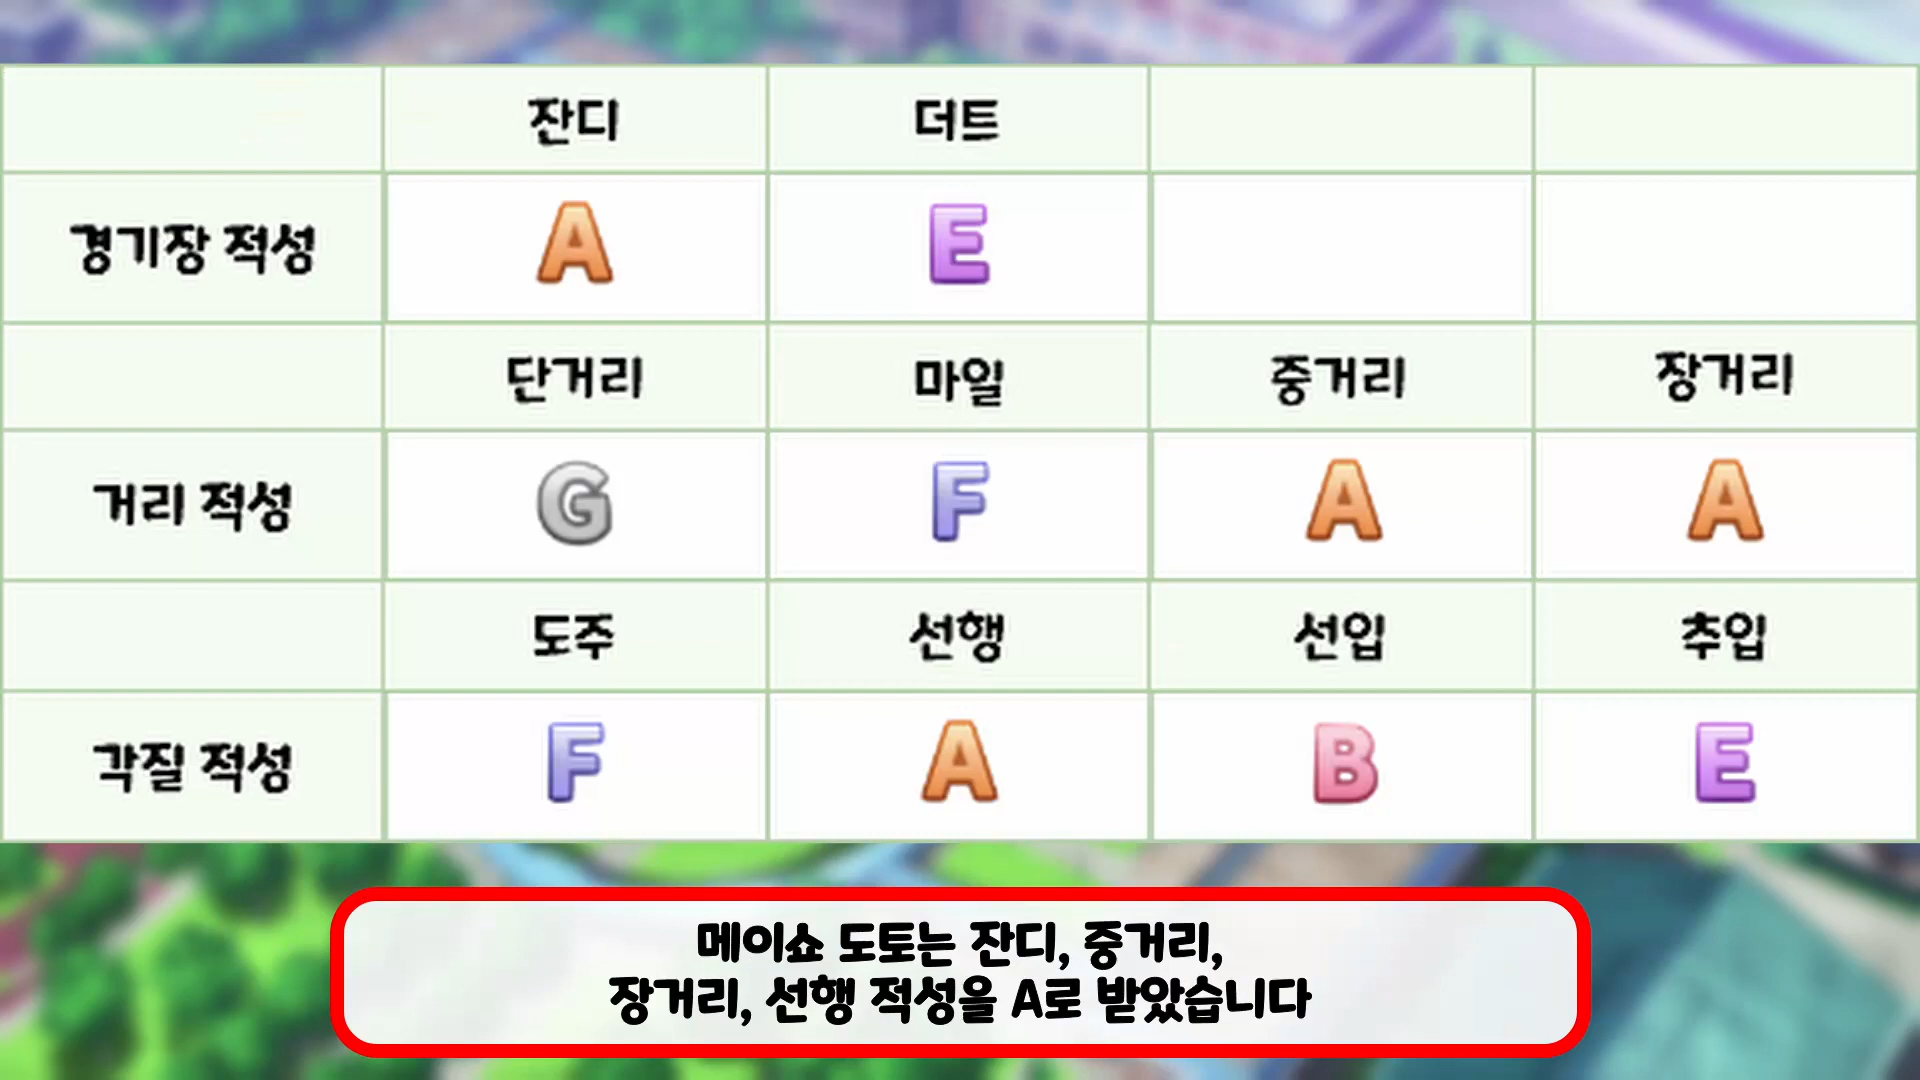 잔디 더트
경기장 적성 A E
단거리 마일 중거리 장거리
거리 적성 G F A A
도주 선행 선입 추입
각질 적성 F A B E
메이쇼 도토는 잔디, 중거리,
장거리, 선행 적성을 A로 받았습니다